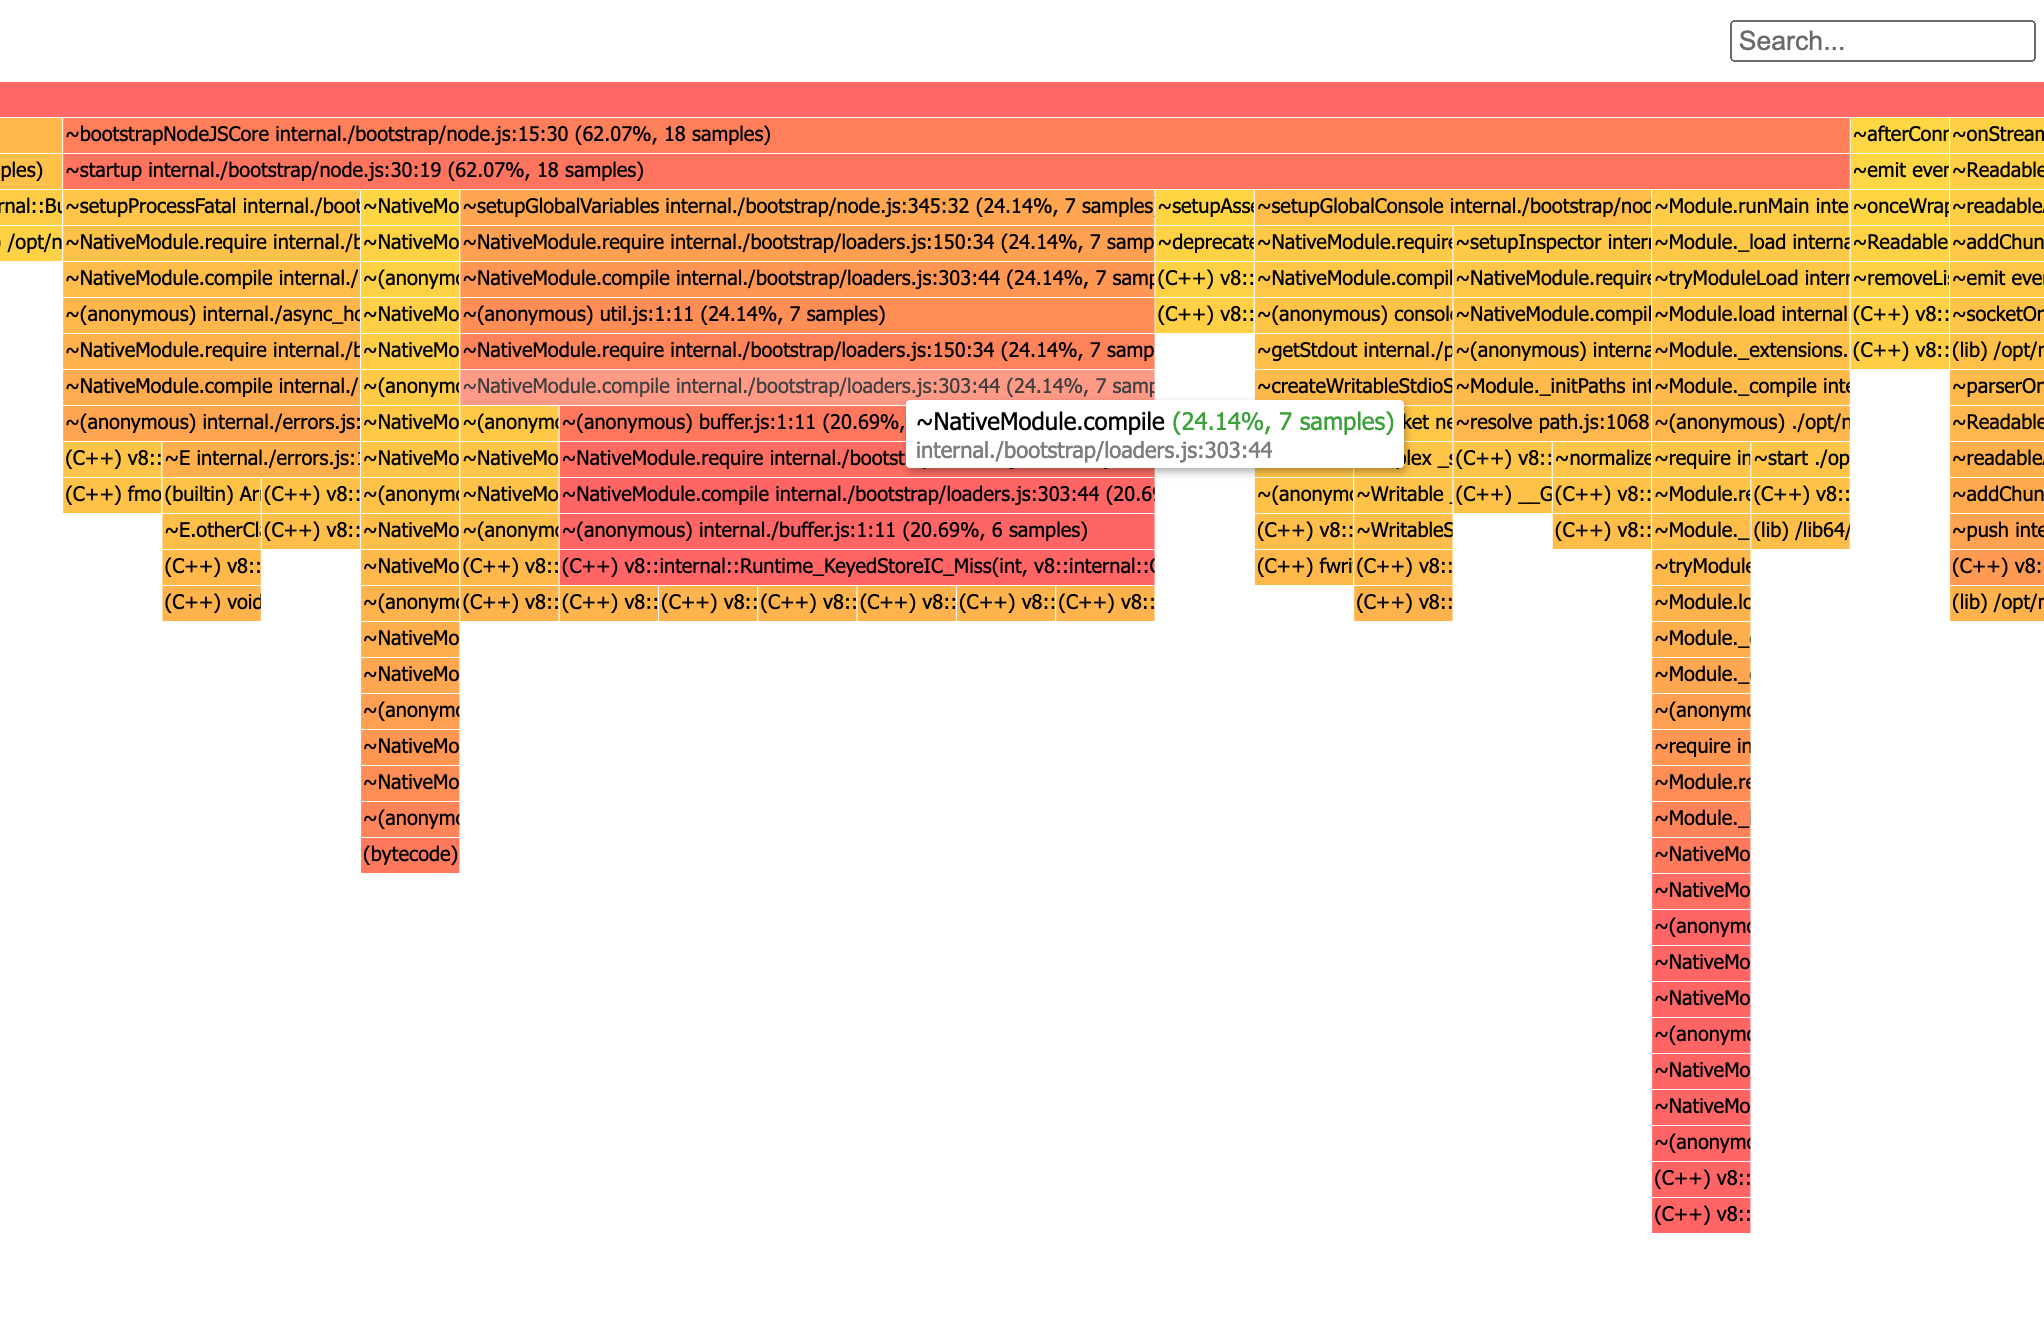 Search...
~bootstrapNodeJSCore internal./bootstrap/node.js:15:30 (62.07%, 18 samples) ~afterConr ~onStrean
ples) ~startup internal./bootstrap/node.js:30:19 (62.07%, 18 samples) ~emit ever ~Readable
rnal::Bu ~setupProcessFatal internal./boot ~NativeMo ~setupGlobalVariables internal./bootstrap/node.js:345:32 (24.14%, 7 samples ~setupAsse ~setupGlobalConsole internal./bootstrap/nod ~Module.runMain inte ~onceWrap ~readable/
) /opt/n ~NativeModule.require internal./b ~NativeMo ~NativeModule.require internal./bootstrap/loaders.js:150:34 (24.14%, 7 samp ~deprecate ~NativeModule.require ~setupInspector intern ~Module._load interna ~Readable ~addChun
~NativeModule.compile internal./ ~(anonymo ~NativeModule.compile internal./bootstrap/loaders.js:303:44 (24.14%, 7 samp (C++) v8:: ~NativeModule.compil ~NativeModule.require ~tryModuleLoad intern ~removeLis ~emit ever
~(anonymous) internal./async_ho ~NativeMo ~(anonymous) util.js:1:11 (24.14%, 7 samples) (C++) v8:: ~(anonymous) console ~NativeModule.compil ~Module.load internal (C++) v8:: ~socketOn
~NativeModule.require internal./b ~NativeMo ~NativeModule.require internal./bootstrap/loaders.js:150:34 (24.14%, 7 samp ~getStdout internal./p ~(anonymous) interna ~Module._extensions. (C++) v8:: (lib) /opt/n
~NativeModule.compile internal./ ~(anonymo ~NativeModule.compile internal./bootstrap/loaders.js:303:44 (24.14%, 7 samp ~createWritableStdioS ~Module._initPaths int ~Module._compile inte ~parserOn
~(anonymous) internal./errors.js: ~NativeMo ~(anonymo ~(anonymous) buffer.js:1:11 (20.69%, ~NativeModule.compile (24.14%, 7 samples) ket ne ~resolve path.js:1068 ~(anonymous) ./opt/n ~Readable
internal./bootstrap/loaders.js:303:44
(C++) v8:: ~E internal./errors.js: ~NativeMo ~NativeMo ~NativeModule.require internal./bootst plex _s (C++) v8:: ~normalize ~require in ~start ./op ~readable/
(C++) fmo (builtin) Ar (C++) v8:: ~(anonymo ~NativeMo ~NativeModule.compile internal./bootstrap/loaders.js:303:44 (20.69 ~(anonymo ~Writable _ (C++) __G (C++) v8:: ~Module.re (C++) v8:: ~addChun
~E.otherCla (C++) v8:: ~NativeMo ~(anonymo ~(anonymous) internal./buffer.js:1:11 (20.69%, 6 samples) (C++) v8:: ~WritableS (C++) v8:: ~Module._ (lib) /lib64/ ~push inte
(C++) v8:: ~NativeMo (C++) v8:: (C++) v8::internal::Runtime_KeyedStoreIC_Miss(int, v8::internal::O (C++) fwri (C++) v8:: ~tryModule (C++) v8::
(C++) void ~(anonymo (C++) v8:: (C++) v8:: (C++) v8:: (C++) v8:: (C++) v8:: (C++) v8:: (C++) v8:: (C++) v8:: ~Module.lo (lib) /opt/n
~NativeMo ~Module._
~NativeMo ~Module._
~(anonymo ~(anonymo
~NativeMo ~require in
~NativeMo ~Module.re
~(anonymo ~Module._
(bytecode) ~NativeMo
~NativeMo
~(anonymo
~NativeMo
~NativeMo
~(anonymo
~NativeMo
~NativeMo
~(anonymo
(C++) v8::
(C++) v8::